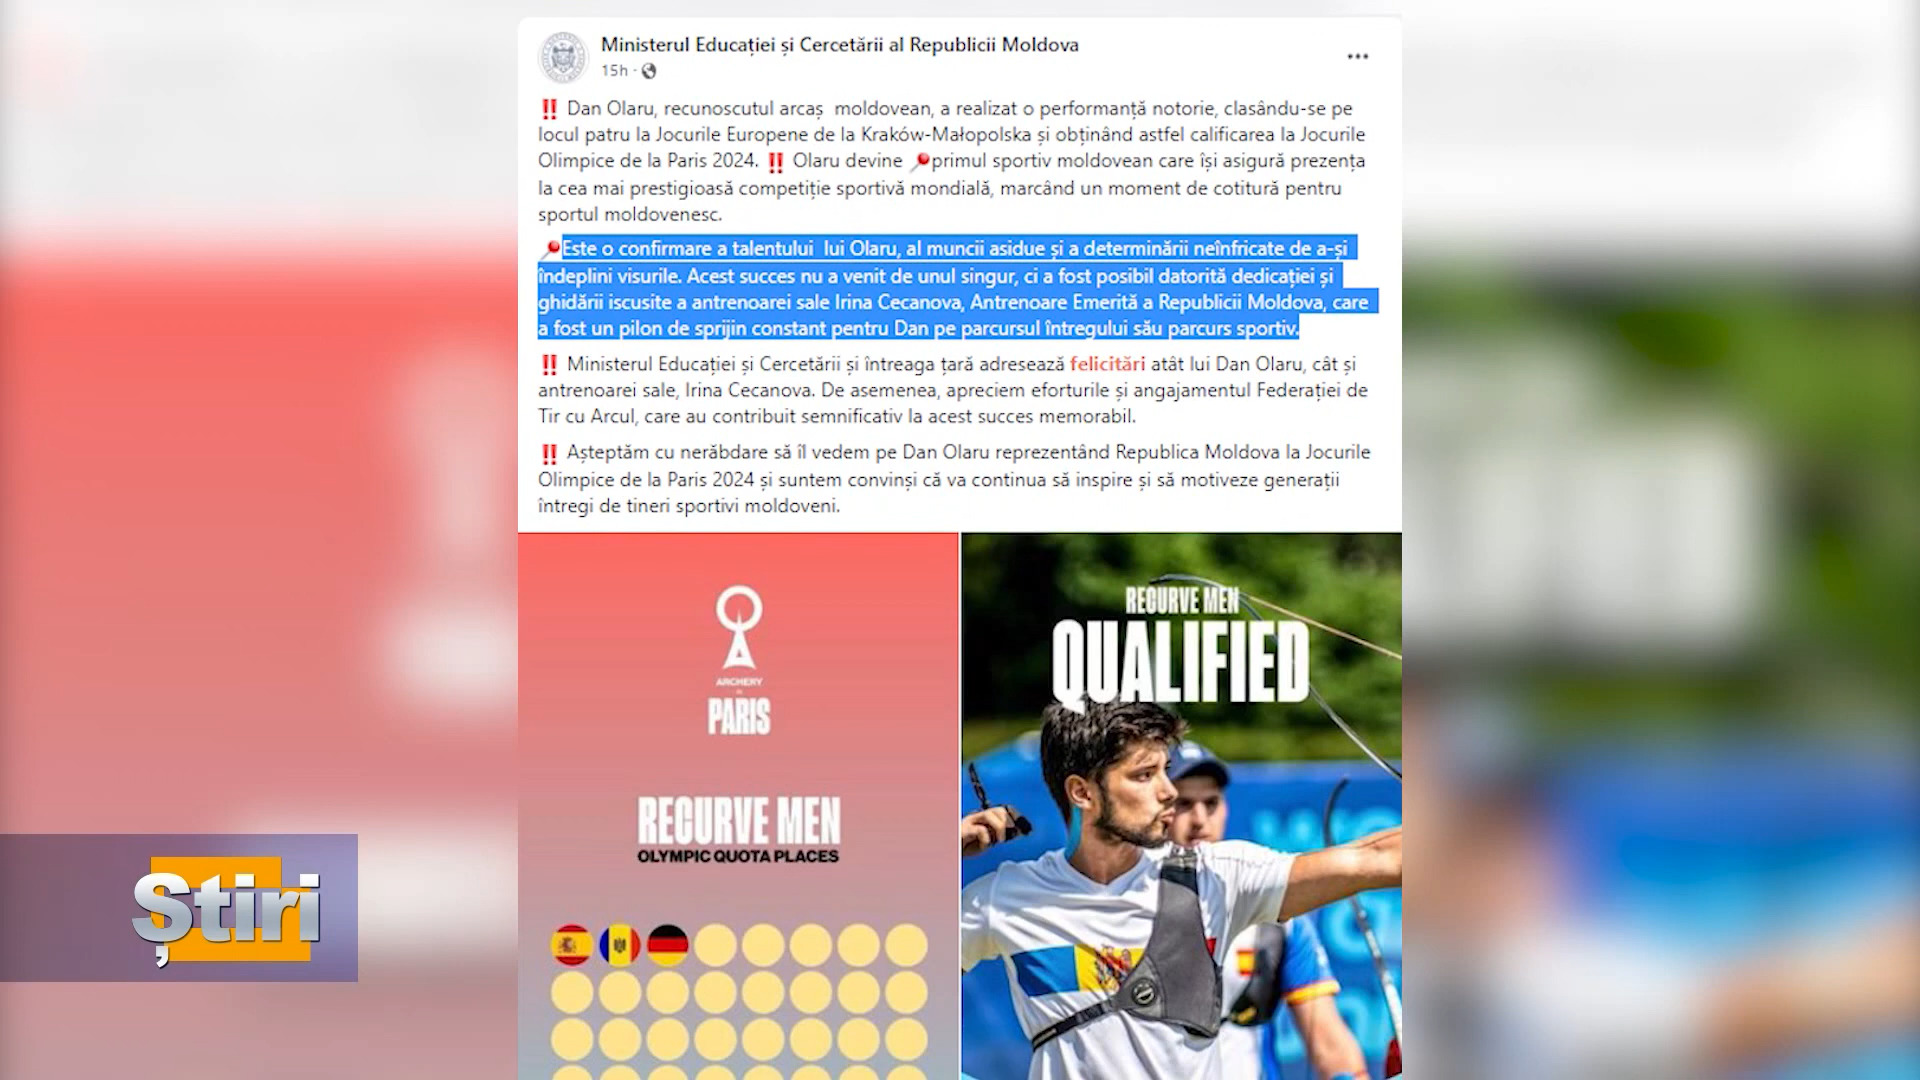 Ministerul Educației și Cercetării al Republicii Moldova
15h ·
‼ Dan Olaru, recunoscutul arcaș moldovean, a realizat o performanță notorie, clasându-se pe
locul patru la Jocurile Europene de la Kraków-Małopolska și obținând astfel calificarea la Jocurile
Olimpice de la Paris 2024. ‼ Olaru devine 📍primul sportiv moldovean care își asigură prezența
la cea mai prestigioasă competiție sportivă mondială, marcând un moment de cotitură pentru
sportul moldovenesc.
📍Este o confirmare a talentului lui Olaru, al muncii asidue și a determinării neînfricate de a-și
îndeplini visurile. Acest succes nu a venit de unul singur, ci a fost posibil datorită dedicației și
ghidării iscusite a antrenoarei sale Irina Cecanova, Antrenoare Emerită a Republicii Moldova, care
a fost un pilon de sprijin constant pentru Dan pe parcursul întregului său parcurs sportiv.
‼ Ministerul Educației și Cercetării și întreaga țară adresează felicitări atât lui Dan Olaru, cât și
antrenoarei sale, Irina Cecanova. De asemenea, apreciem eforturile și angajamentul Federației de
Tir cu Arcul, care au contribuit semnificativ la acest succes memorabil.
‼ Așteptăm cu nerăbdare să îl vedem pe Dan Olaru reprezentând Republica Moldova la Jocurile
Olimpice de la Paris 2024 și suntem convinși că va continua să inspire și să motiveze generații
întregi de tineri sportivi moldoveni.
ARCHERY
PARIS
RECURVE MEN
OLYMPIC QUOTA PLACES
RECURVE MEN
QUALIFIED
Știri